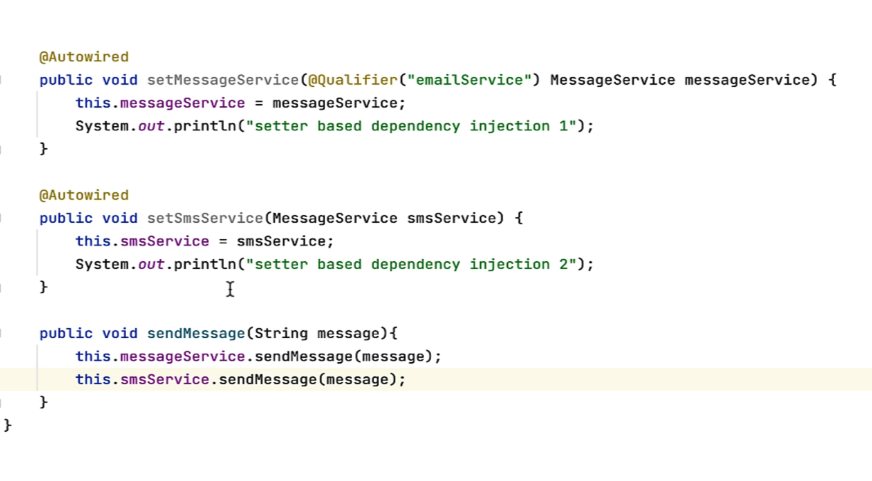 @Autowired
public void setMessageService(@Qualifier("emailService") MessageService messageService) {
this.messageService = messageService;
System.out.println("setter based dependency injection 1");
}
@Autowired
public void setSmsService(MessageService smsService) {
this.smsService = smsService;
System.out.println("setter based dependency injection 2");
}
public void sendMessage(String message){
this.messageService.sendMessage(message);
this.smsService.sendMessage(message);
}
}